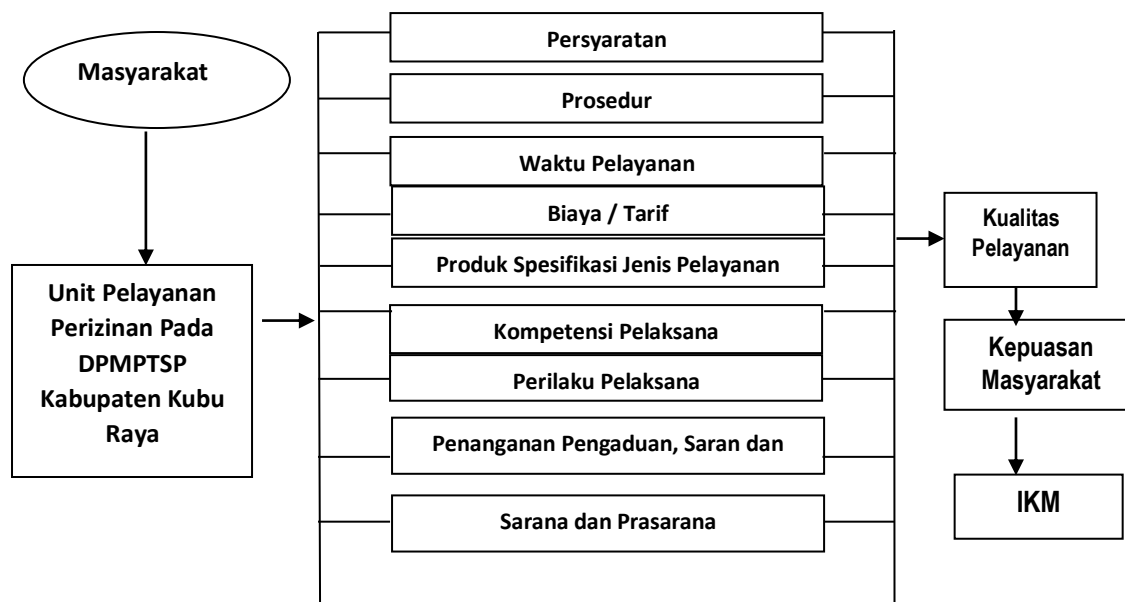 Masyarakat
Unit Pelayanan
Perizinan Pada
DPMPTSP
Kabupaten Kubu
Raya
Persyaratan
Prosedur
Waktu Pelayanan
Biaya / Tarif
Produk Spesifikasi Jenis Pelayanan
Kompetensi Pelaksana
Perilaku Pelaksana
Penanganan Pengaduan, Saran dan
Sarana dan Prasarana
Kualitas
Pelayanan
Kepuasan
Masyarakat
IKM